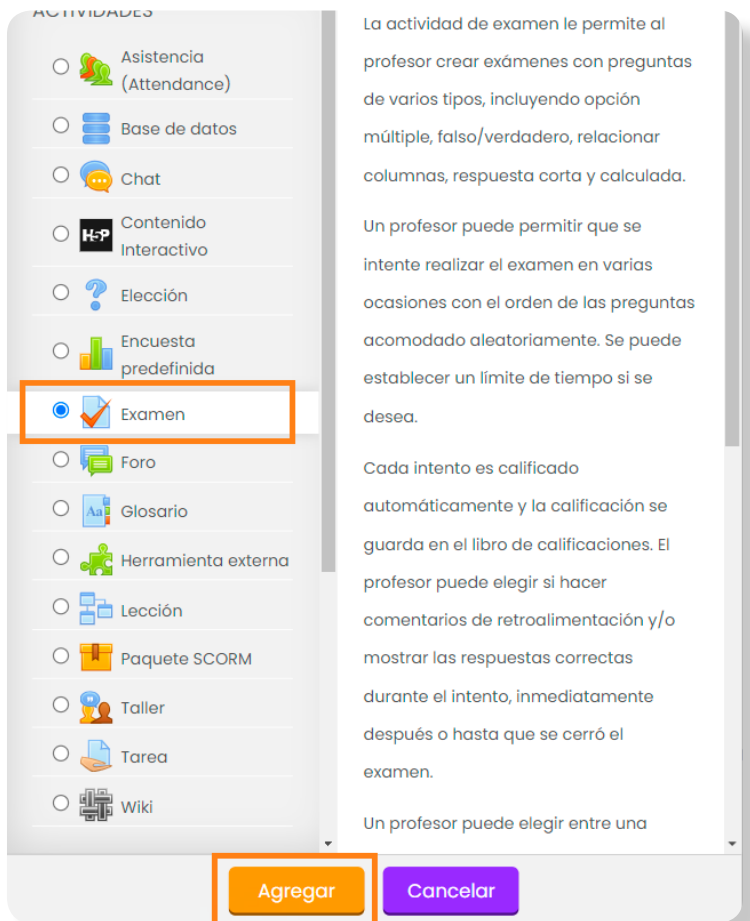 ACTIVIDADES
Asistencia
(Attendance)
Base de datos
Chat
H5P
Contenido
Interactivo
Elección
Encuesta
predefinida
Examen
Foro
Aa
Glosario
Herramienta externa
Lección
Paquete SCORM
Taller
Tarea
Wiki
La actividad de examen le permite al
profesor crear exámenes con preguntas
de varios tipos, incluyendo opción
múltiple, falso/verdadero, relacionar
columnas, respuesta corta y calculada.
Un profesor puede permitir que se
intente realizar el examen en varias
ocasiones con el orden de las preguntas
acomodado aleatoriamente. Se puede
establecer un límite de tiempo si se
desea.
Cada intento es calificado
automáticamente y la calificación se
guarda en el libro de calificaciones. El
profesor puede elegir si hacer
comentarios de retroalimentación y/o
mostrar las respuestas correctas
durante el intento, inmediatamente
después o hasta que se cerró el
examen.
Un profesor puede elegir entre una
Agregar
Cancelar